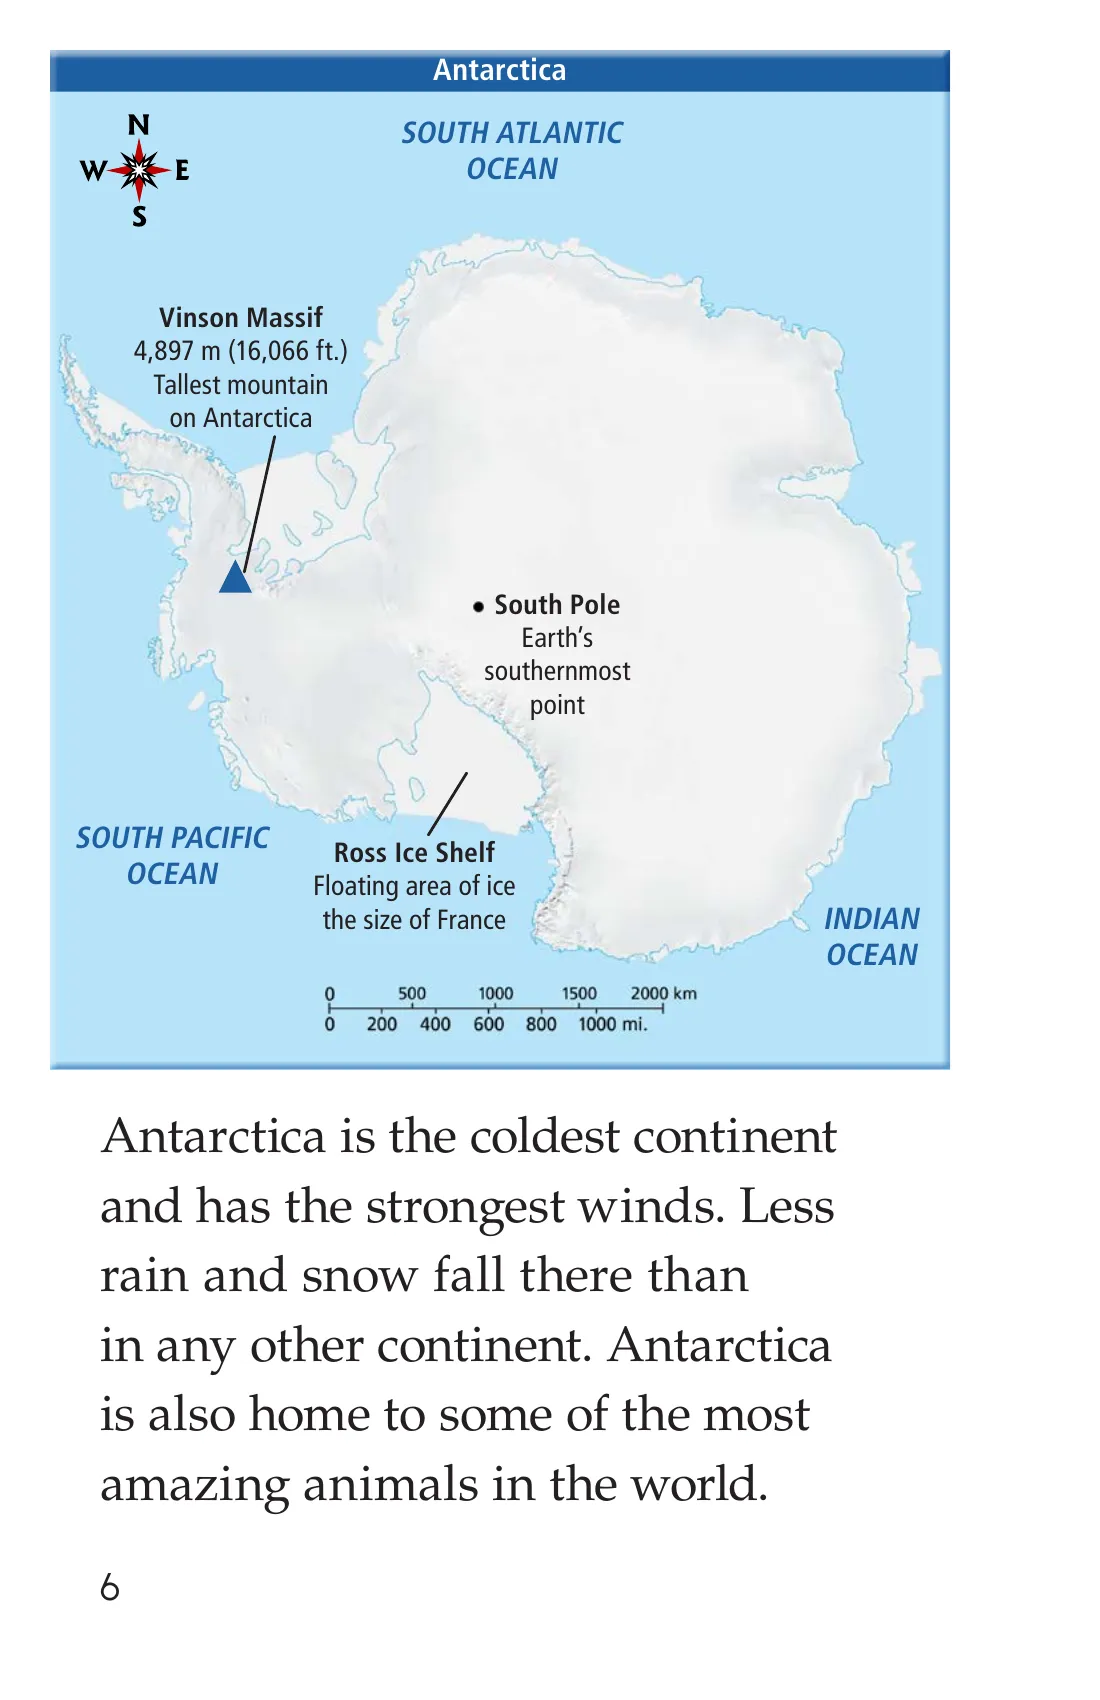 Antarctica
N
W E
S
SOUTH ATLANTIC
OCEAN
Vinson Massif
4,897 m (16,066 ft.)
Tallest mountain
on Antarctica
South Pole
Earth’s
southernmost
point
SOUTH PACIFIC
OCEAN
Ross Ice Shelf
Floating area of ice
the size of France
INDIAN
OCEAN
0 500 1000 1500 2000 km
0 200 400 600 800 1000 mi.
Antarctica is the coldest continent
and has the strongest winds. Less
rain and snow fall there than
in any other continent. Antarctica
is also home to some of the most
amazing animals in the world.
6